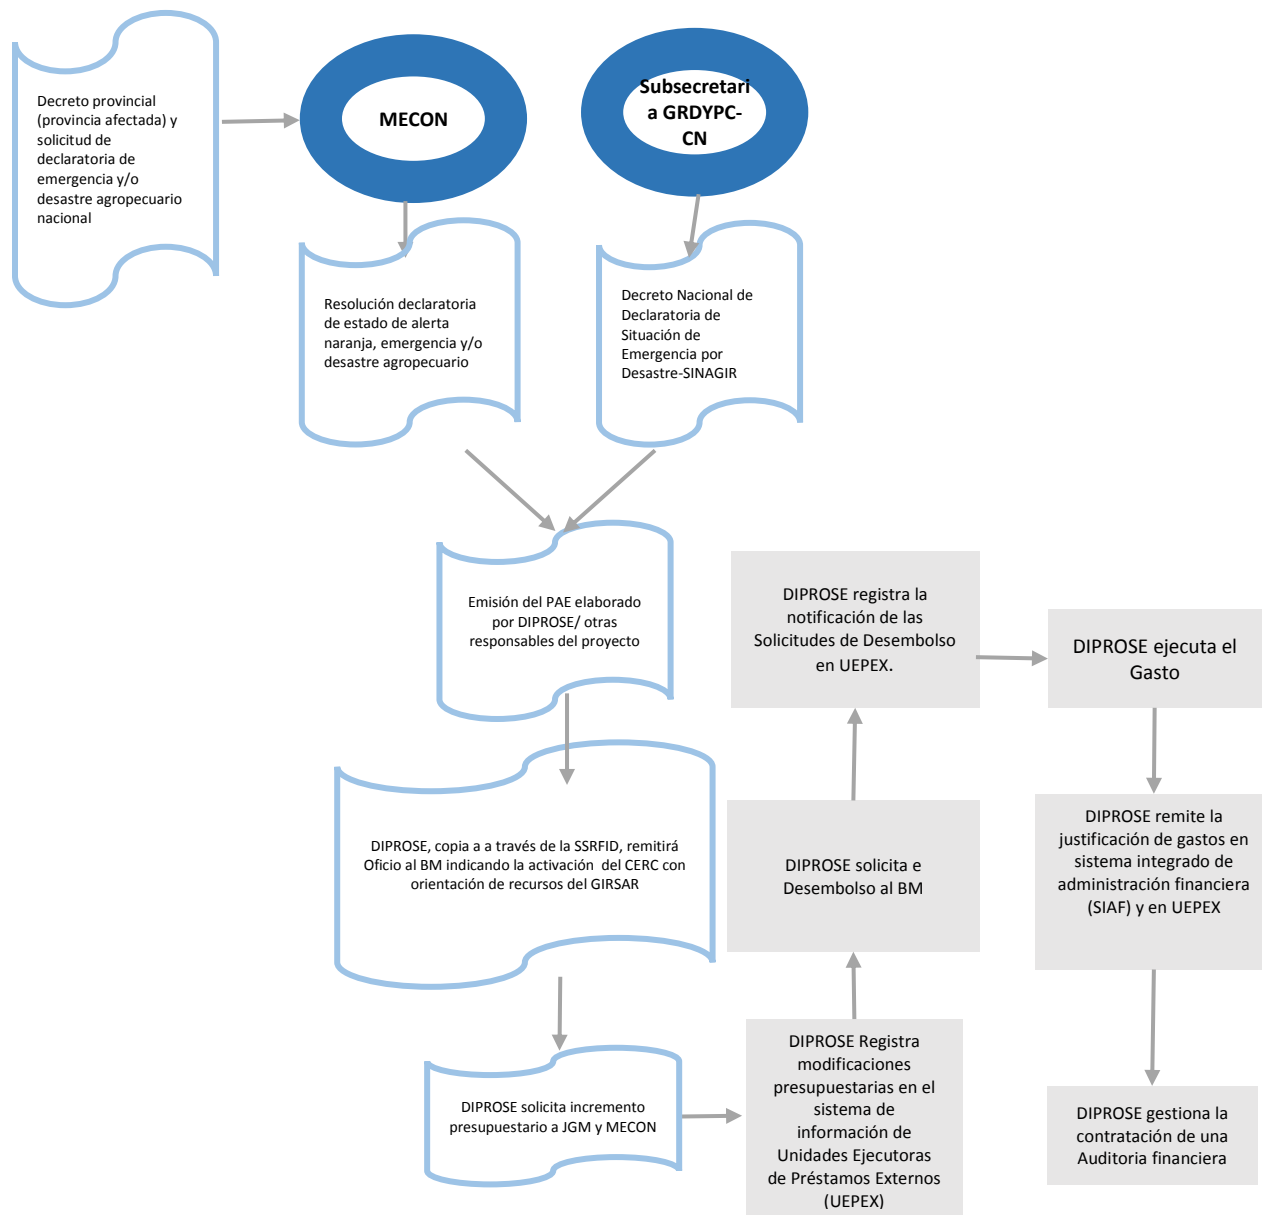 Decreto provincial
(provincia afectada) y
solicitud de
declaratoria de
emergencia y/o
desastre agropecuario
nacional
MECON
Subsecretari
a GRDYPC-
CN
Resolución declaratoria
de estado de alerta
naranja, emergencia y/o
desastre agropecuario
Decreto Nacional de
Declaratoria de
Situación de
Emergencia por
Desastre-SINAGIR
Emisión del PAE elaborado
por DIPROSE/ otras
responsables del proyecto
DIPROSE, copia a a través de la SSRFID, remitirá
Oficio al BM indicando la activación  del CERC con
orientación de recursos del GIRSAR
DIPROSE solicita incremento
presupuestario a JGM y MECON
DIPROSE Registra
modificaciones
presupuestarias en el
sistema de
información de
Unidades Ejecutoras
de Préstamos Externos
(UEPEX)
DIPROSE solicita e
Desembolso al BM
DIPROSE registra la
notificación de las
Solicitudes de Desembolso
en UEPEX.
DIPROSE ejecuta el
Gasto
DIPROSE remite la
justificación de gastos en
sistema integrado de
administración financiera
(SIAF) y en UEPEX
DIPROSE gestiona la
contratación de una
Auditoria financiera